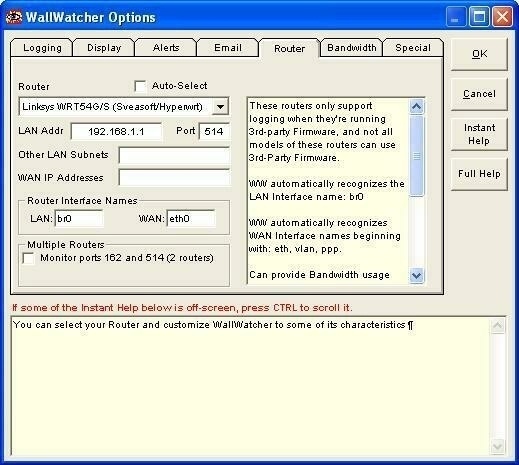 WallWatcher Options
Logging Display Alerts Email Router Bandwidth Special
Router Auto-Select
Linksys WRT54G/S (Sveasoft/Hyperwrt)
LAN Addr 192.168.1.1 Port 514
Other LAN Subnets
WAN IP Addresses
Router Interface Names
LAN: br0 WAN: eth0
Multiple Routers
Monitor ports 162 and 514 (2 routers)
These routers only support
logging when they're running
3rd-party Firmware, and not all
models of these routers can use
3rd-Party Firmware.
WW automatically recognizes the
LAN Interface name: br0
WW automatically recognizes
WAN Interface names beginning
with: eth, vlan, ppp.
Can provide Bandwidth usage
OK
Cancel
Instant
Help
Full Help
If some of the Instant Help below is off-screen, press CTRL to scroll it.
You can select your Router and customize WallWatcher to some of its characteristics ¶